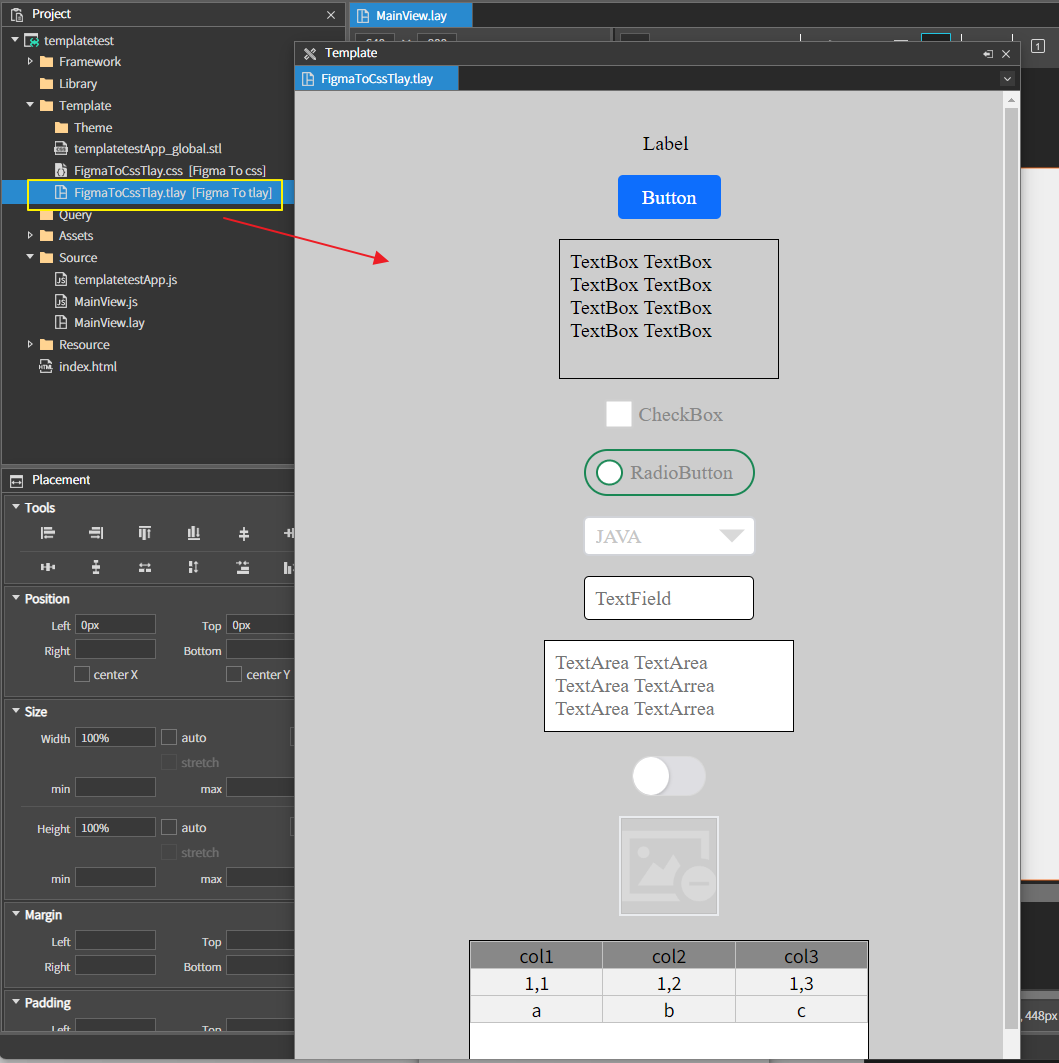 Project
MainView.lay
templatetest
Framework
Library
Template
Theme
templatetestApp_global.stl
FigmaToCssTlay.css [Figma To css]
FigmaToCssTlay.tlay [Figma To tlay]
Query
Assets
Source
templatetestApp.js
MainView.js
MainView.lay
Resource
index.html
Placement
Tools
Position
Left 0px Top 0px
Right Bottom
center X center Y
Size
Width 100% auto
stretch
min max
Height 100% auto
stretch
min max
Margin
Left Top
Right Bottom
Padding
Left Top
Template
FigmaToCssTlay.tlay
Label
Button
TextBox TextBox
TextBox TextBox
TextBox TextBox
TextBox TextBox
CheckBox
RadioButton
JAVA
TextField
TextArea TextArea
TextArea TextArrea
TextArea TextArrea
col1 col2 col3
1,1 1,2 1,3
a b c
1
, 448px